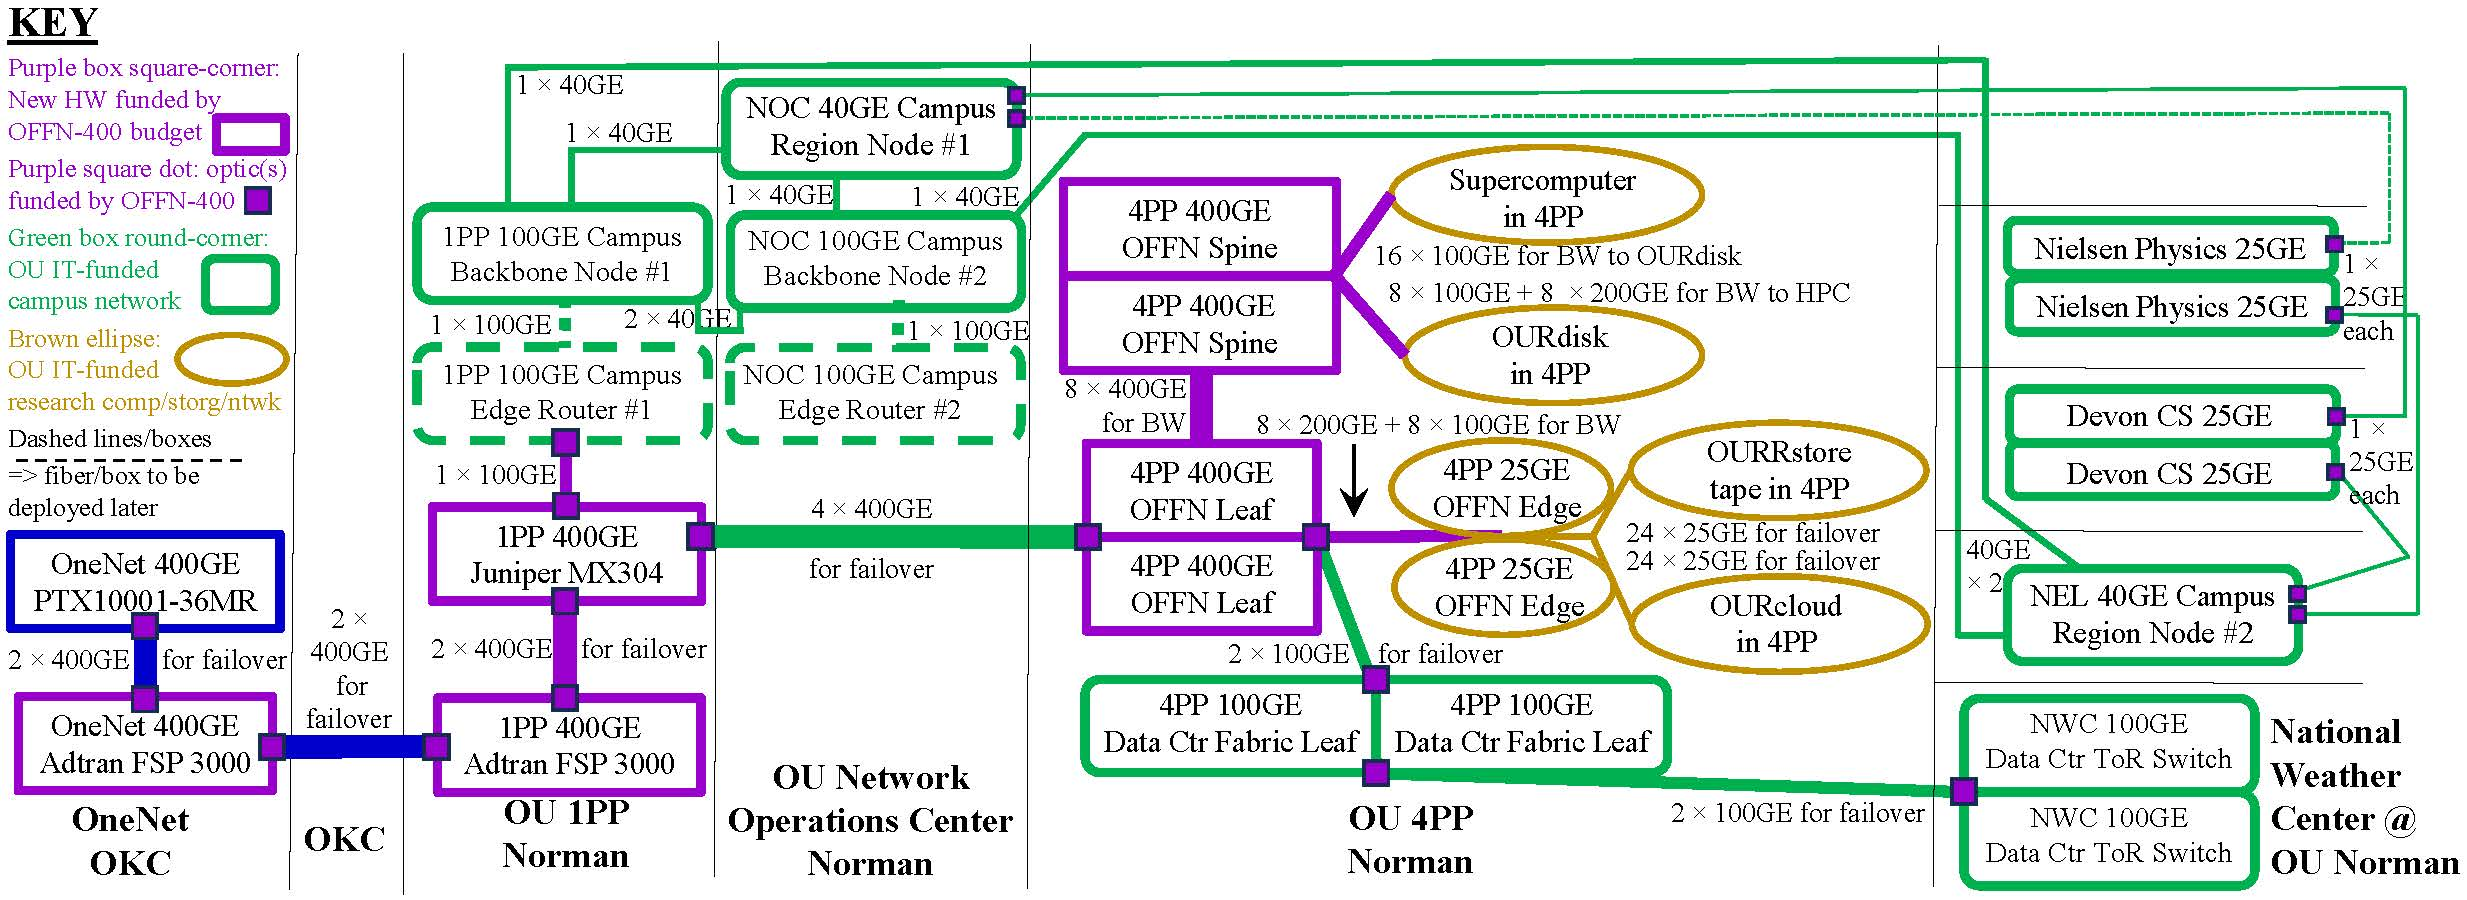 KEY
Purple box square-corner:
New HW funded by
OFFN-400 budget
Purple square dot: optic(s)
funded by OFFN-400
Green box round-corner:
OU IT-funded
campus network
Brown ellipse:
OU IT-funded
research comp/storg/ntwk
Dashed lines/boxes
=> fiber/box to be
deployed later
OneNet 400GE
PTX10001-36MR
2 × 400GE
for failover
OneNet 400GE
Adtran FSP 3000
OneNet
OKC
2 ×
400GE
for
failover
OKC
1 × 40GE
1 × 40GE
1PP 100GE Campus
Backbone Node #1
1 × 100GE
2 × 40GE
1PP 100GE Campus
Edge Router #1
1 × 100GE
1PP 400GE
Juniper MX304
2 × 400GE
for failover
1PP 400GE
Adtran FSP 3000
OU 1PP
Norman
NOC 40GE Campus
Region Node #1
1 × 40GE
1 × 40GE
NOC 100GE Campus
Backbone Node #2
1 × 100GE
NOC 100GE Campus
Edge Router #2
4 × 400GE
for failover
OU Network
Operations Center
Norman
4PP 400GE
OFFN Spine
4PP 400GE
OFFN Spine
Supercomputer
in 4PP
16 × 100GE for BW to OURdisk
8 × 100GE + 8 × 200GE for BW to HPC
OURdisk
in 4PP
8 × 400GE
for BW
8 × 200GE + 8 × 100GE for BW
4PP 400GE
OFFN Leaf
4PP 400GE
OFFN Leaf
4PP 25GE
OFFN Edge
4PP 25GE
OFFN Edge
OURRstore
tape in 4PP
24 × 25GE for failover
24 × 25GE for failover
OURcloud
in 4PP
2 × 100GE
for failover
4PP 100GE
Data Ctr Fabric Leaf
4PP 100GE
Data Ctr Fabric Leaf
2 × 100GE for failover
OU 4PP
Norman
Nielsen Physics 25GE
Nielsen Physics 25GE
1 ×
25GE
each
Devon CS 25GE
Devon CS 25GE
1 ×
25GE
each
40GE
× 2
NEL 40GE Campus
Region Node #2
NWC 100GE
Data Ctr ToR Switch
NWC 100GE
Data Ctr ToR Switch
National
Weather
Center @
OU Norman